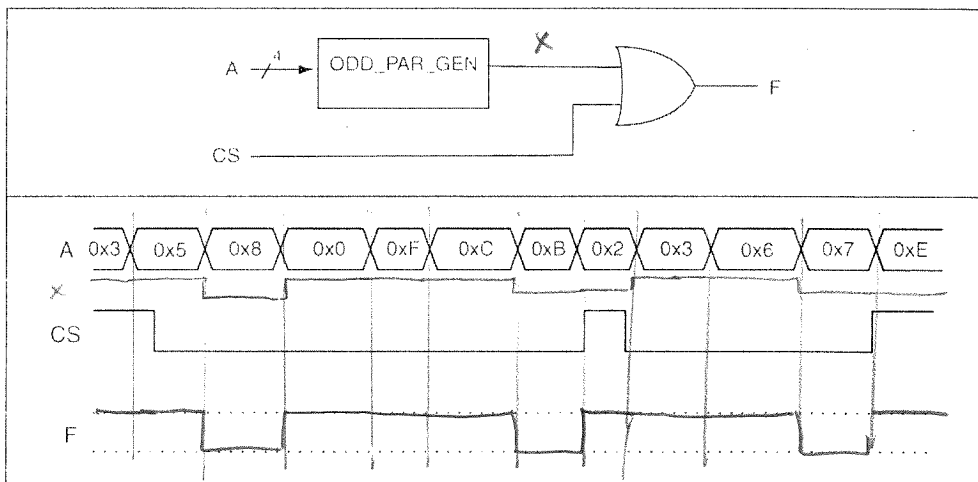 x
4
A ODD_PAR_GEN F
CS
A 0x3 0x5 0x8 0x0 0xF 0xC 0xB 0x2 0x3 0x6 0x7 0xE
x
CS
F